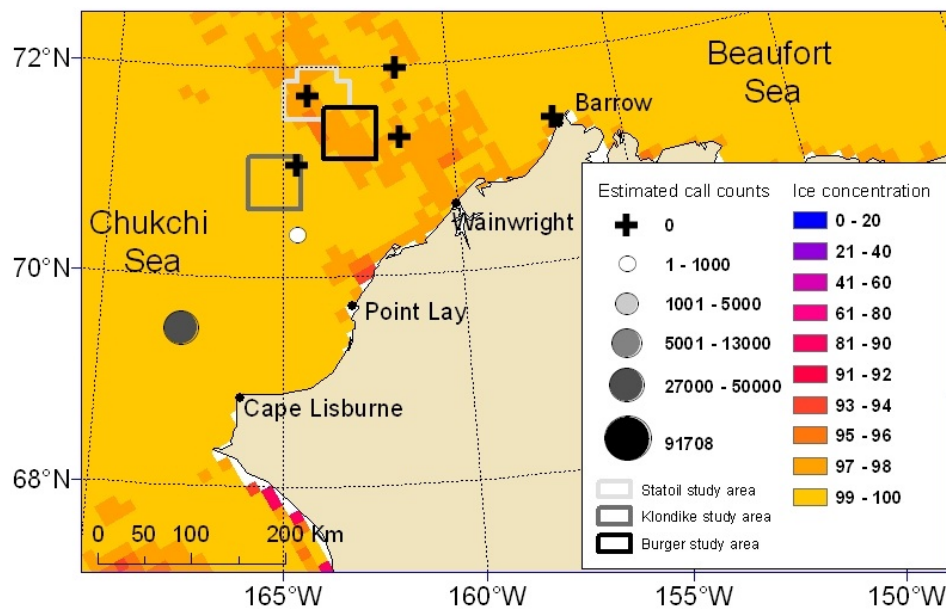 72°N
70°N
68°N
Beaufort
Sea
Barrow
Chukchi
Sea
Wainwright
Point Lay
Cape Lisburne
0 50 100 200 Km
165°W 160°W 155°W 150°W
Estimated call counts
0
1 - 1000
1001 - 5000
5001 - 13000
27000 - 50000
91708
Statoil study area
Klondike study area
Burger study area
Ice concentration
0 - 20
21 - 40
41 - 60
61 - 80
81 - 90
91 - 92
93 - 94
95 - 96
97 - 98
99 - 100